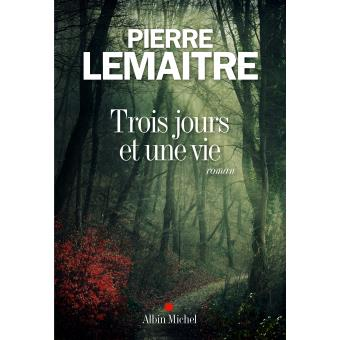 PIERRE
LEMAITRE
Trois jours
et une vie
roman
Albin Michel